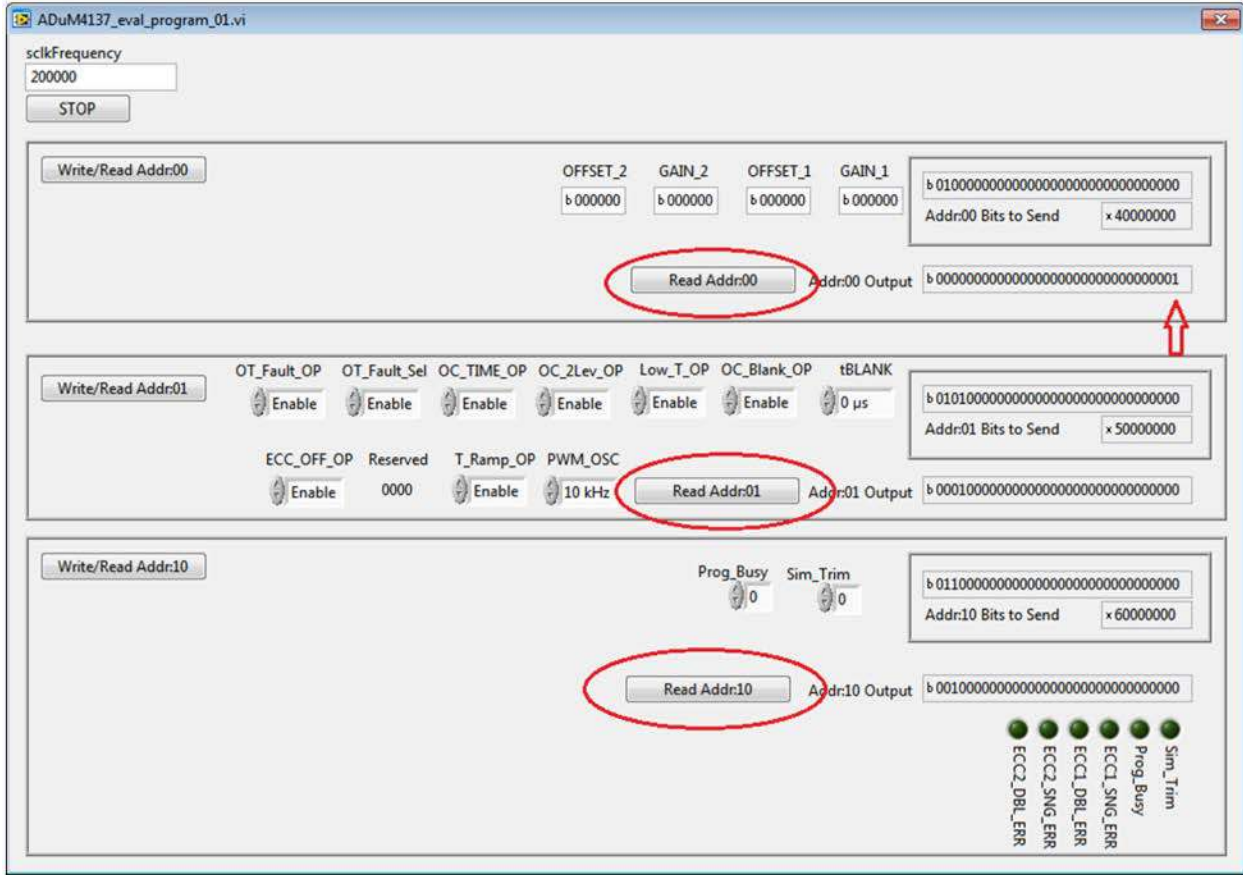 ADuM4137_eval_program_01.vi
sclkFrequency
200000
STOP
Write/Read Addr:00
OFFSET_2 GAIN_2 OFFSET_1 GAIN_1
b 000000 b 000000 b 000000 b 000000
b 01000000000000000000000000000000
Addr:00 Bits to Send x 40000000
Read Addr:00 Addr:00 Output b 00000000000000000000000000000001
Write/Read Addr:01
OT_Fault_OP OT_Fault_Sel OC_TIME_OP OC_2Lev_OP Low_T_OP OC_Blank_OP tBLANK
Enable Enable Enable Enable Enable Enable 0 µs
b 01010000000000000000000000000000
Addr:01 Bits to Send x 50000000
ECC_OFF_OP Reserved T_Ramp_OP PWM_OSC
Enable 0000 Enable 10 kHz
Read Addr:01 Addr:01 Output b 00010000000000000000000000000000
Write/Read Addr:10
Prog_Busy Sim_Trim
0 0
b 01100000000000000000000000000000
Addr:10 Bits to Send x 60000000
Read Addr:10 Addr:10 Output b 00100000000000000000000000000000
ECC2_DBL_ERR
ECC2_SNG_ERR
ECC1_DBL_ERR
ECC1_SNG_ERR
Prog_Busy
Sim_Trim